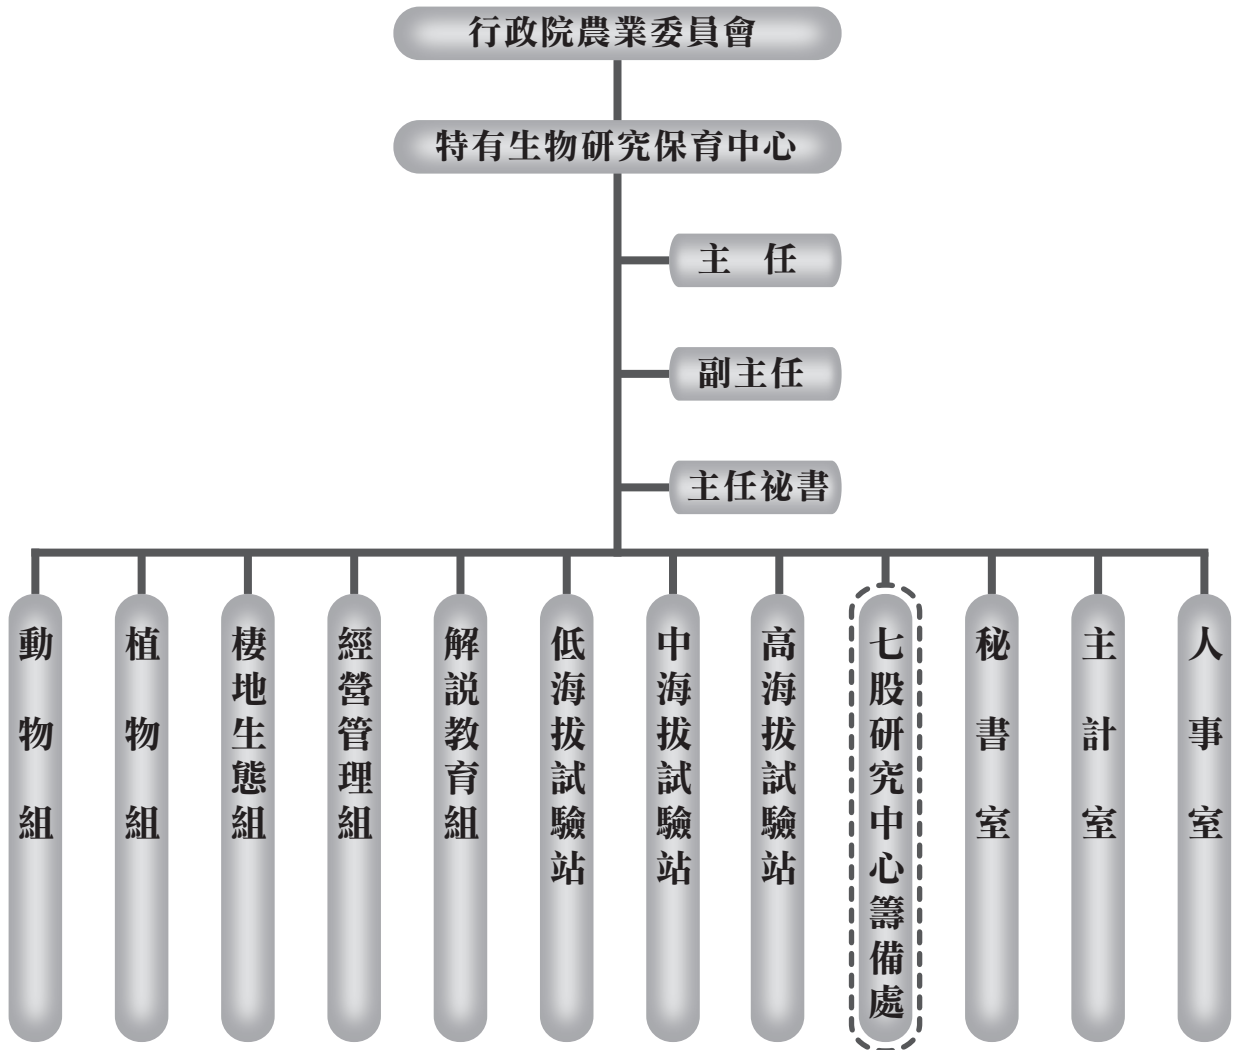 行政院農業委員會
特有生物研究保育中心
主 任
副主任
主任祕書
動物組
植物組
棲地生態組
經營管理組
解說教育組
低海拔試驗站
中海拔試驗站
高海拔試驗站
七股研究中心籌備處
秘書室
主計室
人事室